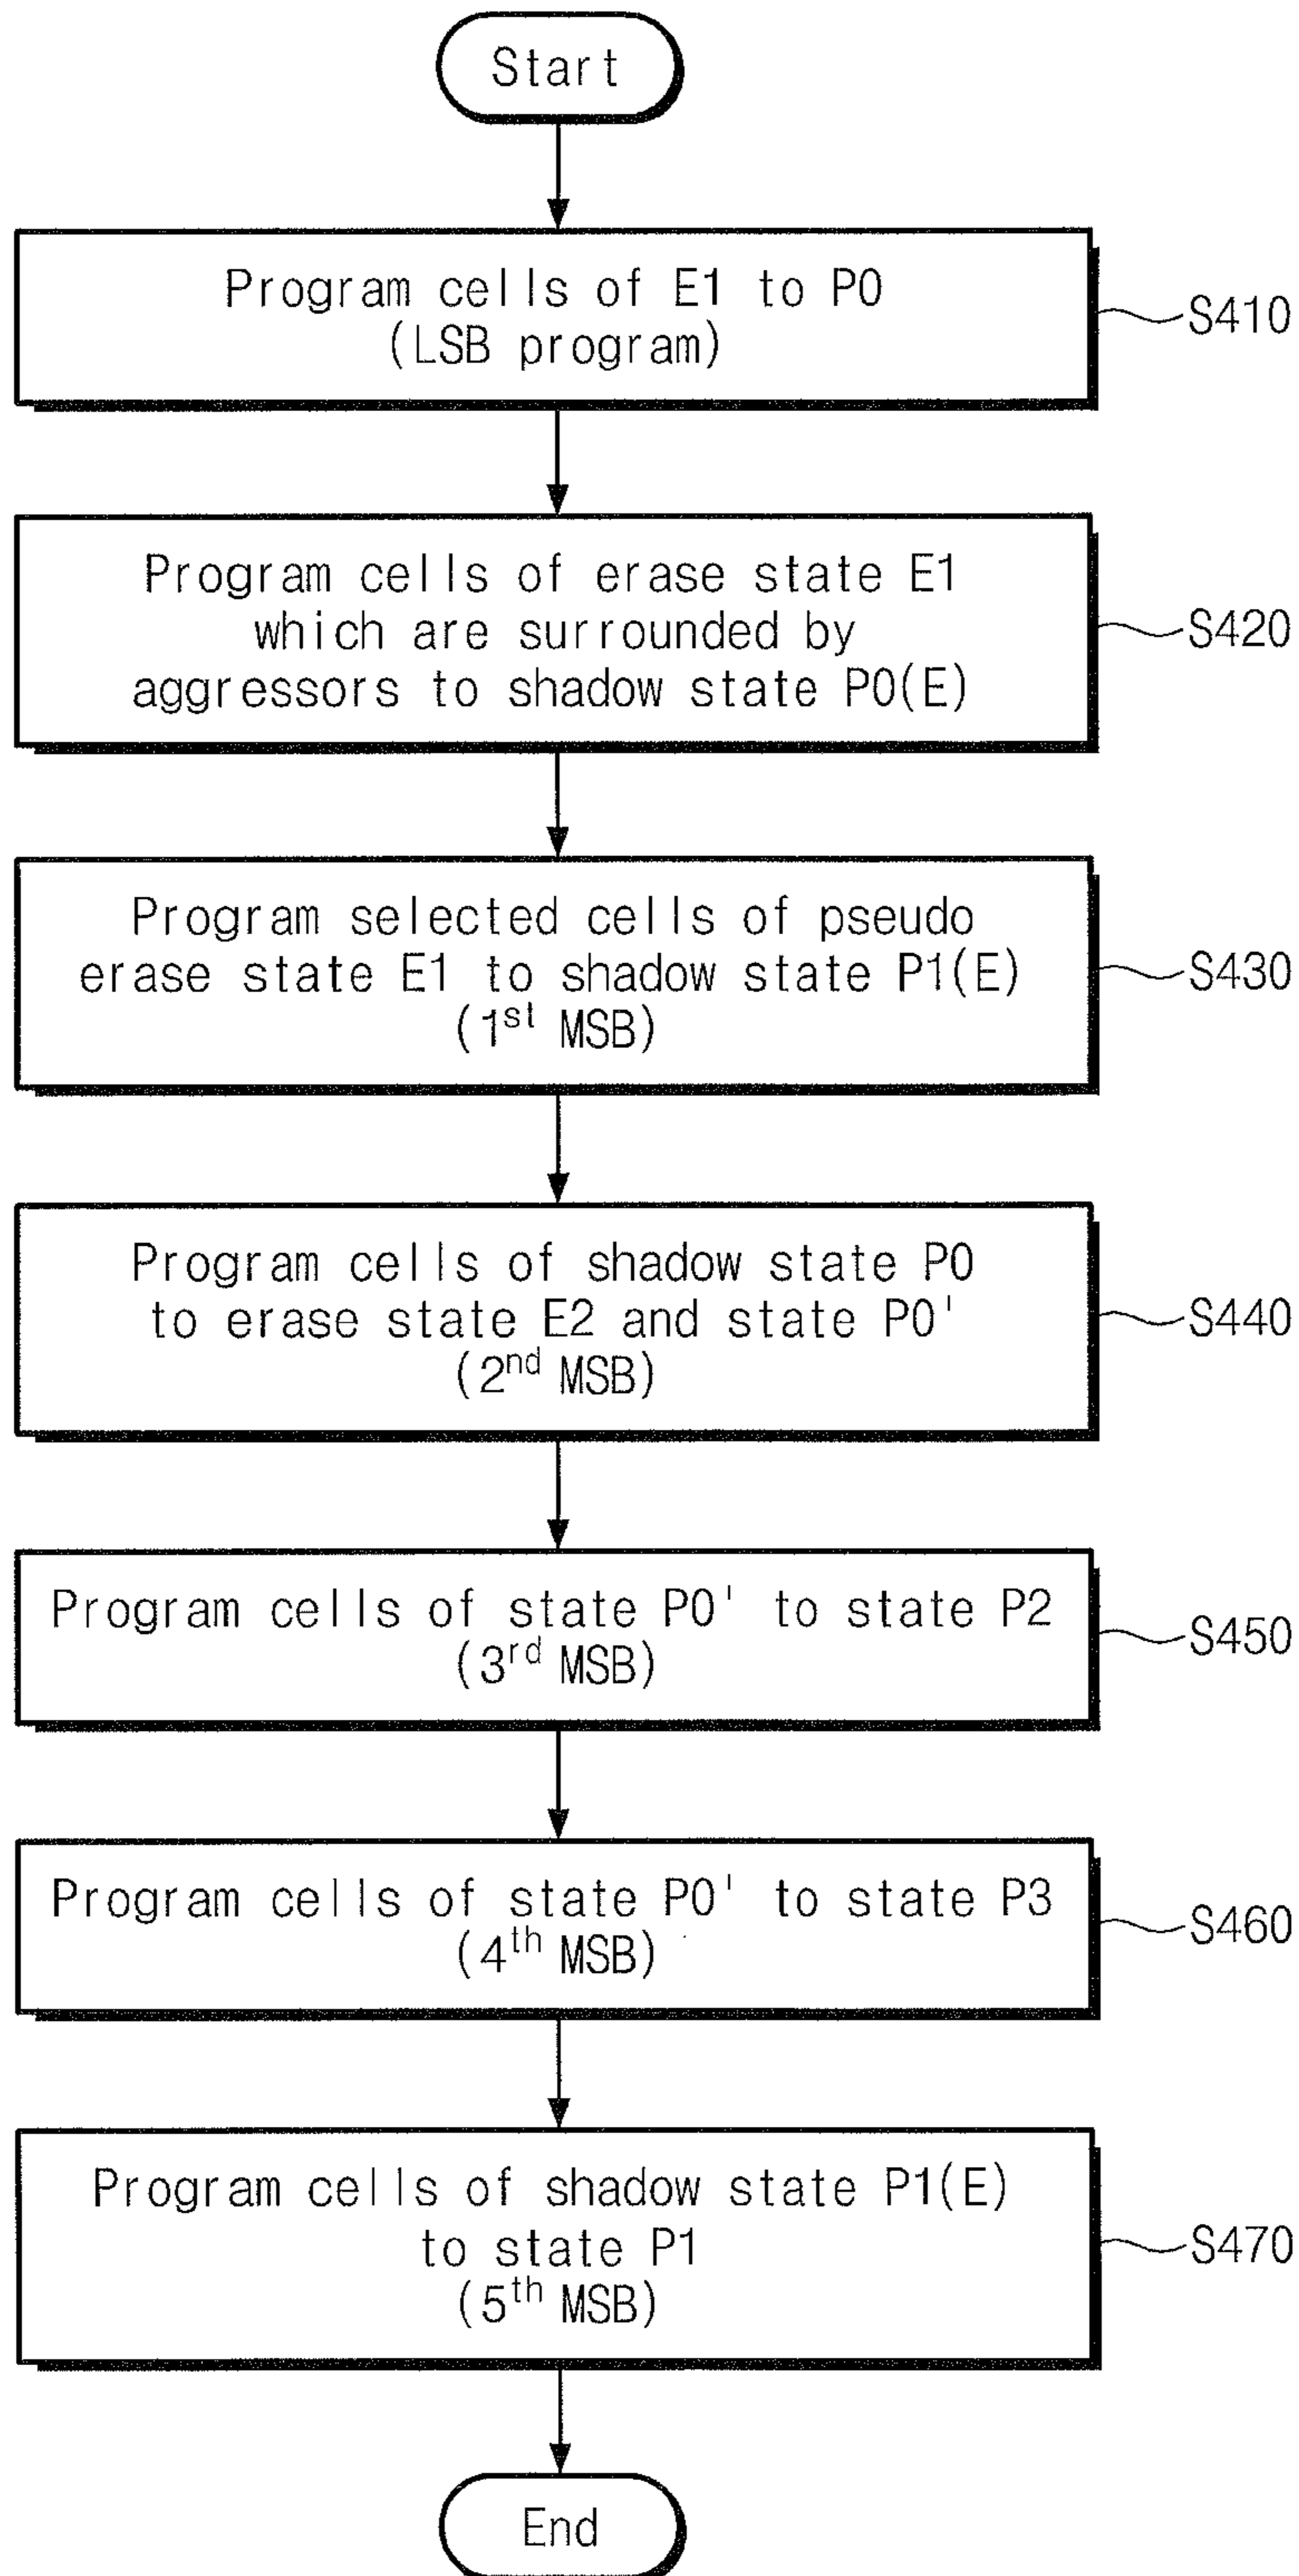 Start
Program cells of E1 to P0
(LSB program)
S410
Program cells of erase state E1
which are surrounded by
aggressors to shadow state P0(E)
S420
Program selected cells of pseudo
erase state E1 to shadow state P1(E)
(1st MSB)
S430
Program cells of shadow state P0
to erase state E2 and state P0'
(2nd MSB)
S440
Program cells of state P0' to state P2
(3rd MSB)
S450
Program cells of state P0' to state P3
(4th MSB)
S460
Program cells of shadow state P1(E)
to state P1
(5th MSB)
S470
End